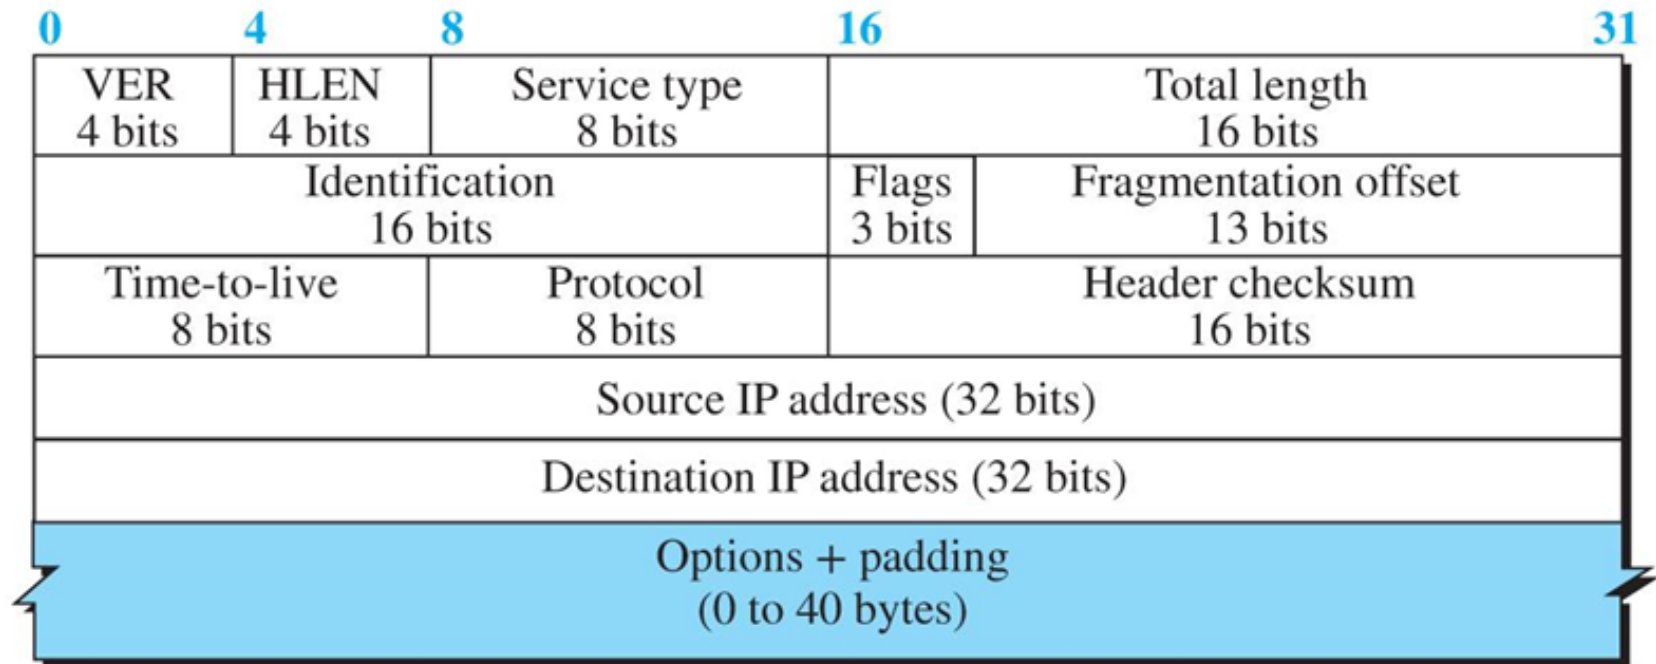 0 4 8 16 31
VER HLEN Service type Total length
4 bits 4 bits 8 bits 16 bits
Identification Flags Fragmentation offset
16 bits 3 bits 13 bits
Time-to-live Protocol Header checksum
8 bits 8 bits 16 bits
Source IP address (32 bits)
Destination IP address (32 bits)
Options + padding
(0 to 40 bytes)